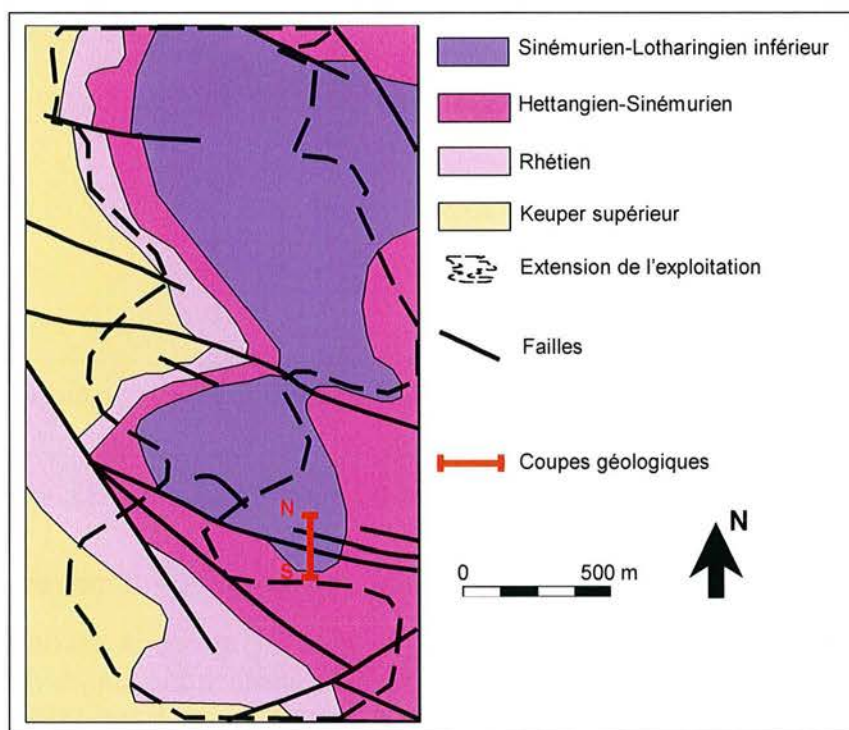 Sinémurien-Lotharingien inférieur
Hettangien-Sinémurien
Rhétien
Keuper supérieur
Extension de l'exploitation
Failles
Coupes géologiques
N
S
N
0 500 m